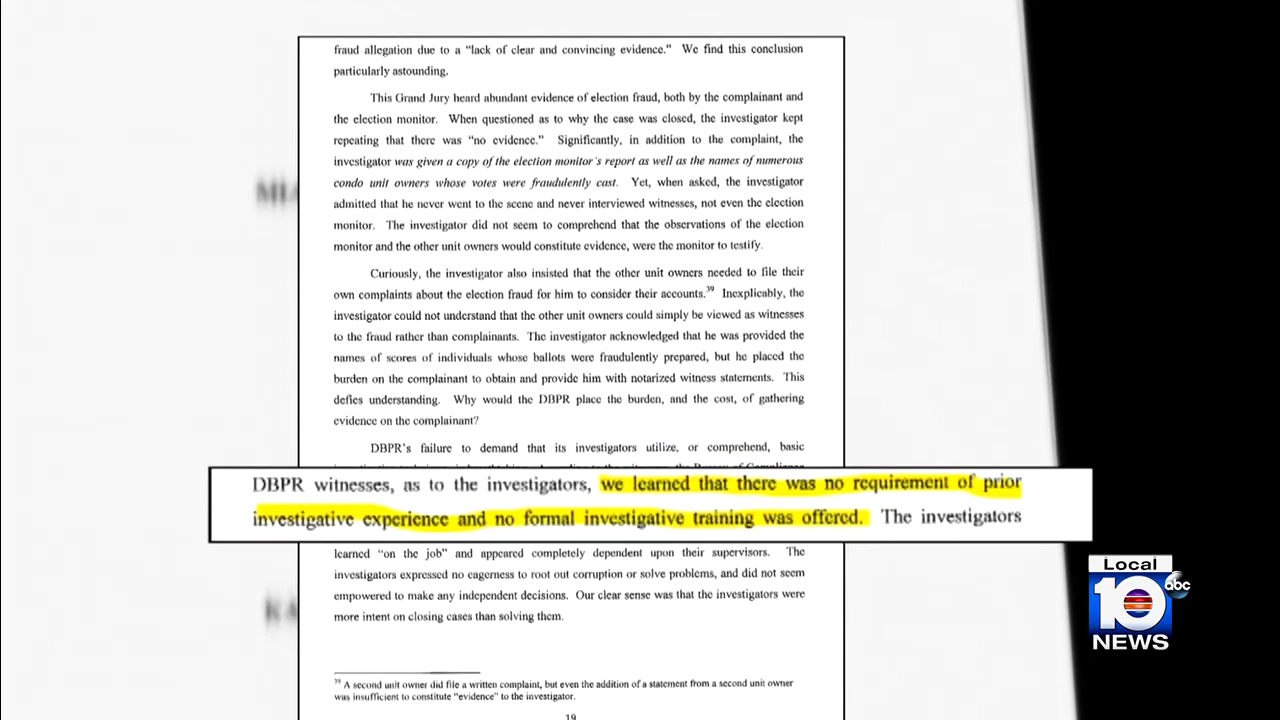 fraud allegation due to a “lack of clear and convincing evidence.” We find this conclusion
particularly astounding.
This Grand Jury heard abundant evidence of election fraud, both by the complainant and
the election monitor. When questioned as to why the case was closed, the investigator kept
repeating that there was “no evidence.” Significantly, in addition to the complaint, the
investigator was given a copy of the election monitor's report as well as the names of numerous
condo unit owners whose votes were fraudulently cast. Yet, when asked, the investigator
admitted that he never went to the scene and never interviewed witnesses, not even the election
monitor. The investigator did not seem to comprehend that the observations of the election
monitor and the other unit owners would constitute evidence, were the monitor to testify.
Curiously, the investigator also insisted that the other unit owners needed to file their
own complaints about the election fraud for him to consider their accounts.39 Inexplicably, the
investigator could not understand that the other unit owners could simply be viewed as witnesses
to the fraud rather than complainants. The investigator acknowledged that he was provided the
names of scores of individuals whose ballots were fraudulently prepared, but he placed the
burden on the complainant to obtain and provide him with notarized witness statements. This
defies understanding. Why would the DBPR place the burden, and the cost, of gathering
evidence on the complainant?
DBPR's failure to demand that its investigators utilize, or comprehend, basic
DBPR witnesses, as to the investigators, we learned that there was no requirement of prior
investigative experience and no formal investigative training was offered. The investigators
learned “on the job” and appeared completely dependent upon their supervisors. The
investigators expressed no eagerness to root out corruption or solve problems, and did not seem
empowered to make any independent decisions. Our clear sense was that the investigators were
more intent on closing cases than solving them.
39 A second unit owner did file a written complaint, but even the addition of a statement from a second unit owner
was insufficient to constitute “evidence” to the investigator.
19
Local
10 abc
NEWS